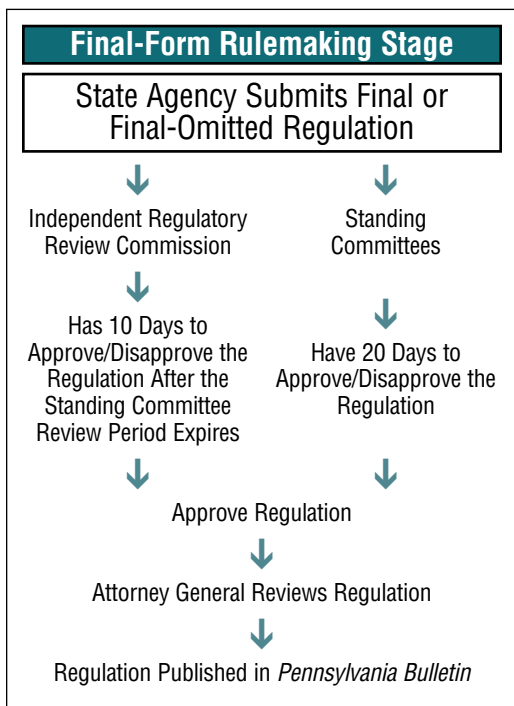 Final-Form Rulemaking Stage
State Agency Submits Final or
Final-Omitted Regulation
Independent Regulatory
Review Commission
Has 10 Days to
Approve/Disapprove the
Regulation After the
Standing Committee
Review Period Expires
Standing
Committees
Have 20 Days to
Approve/Disapprove the
Regulation
Approve Regulation
Attorney General Reviews Regulation
Regulation Published in Pennsylvania Bulletin